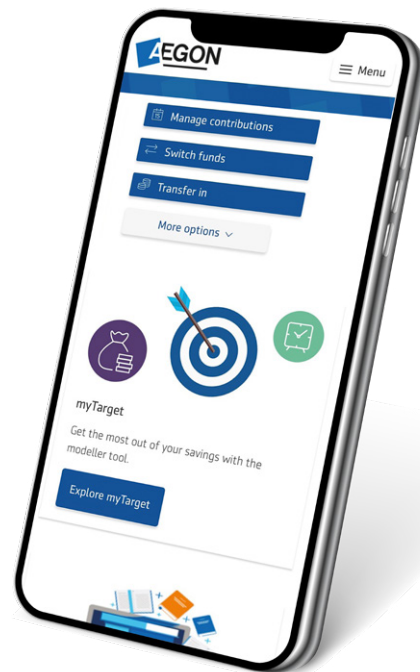 AEGON
Menu
Manage contributions
Switch funds
Transfer in
More options
myTarget
Get the most out of your savings with the
modeller tool.
Explore myTarget